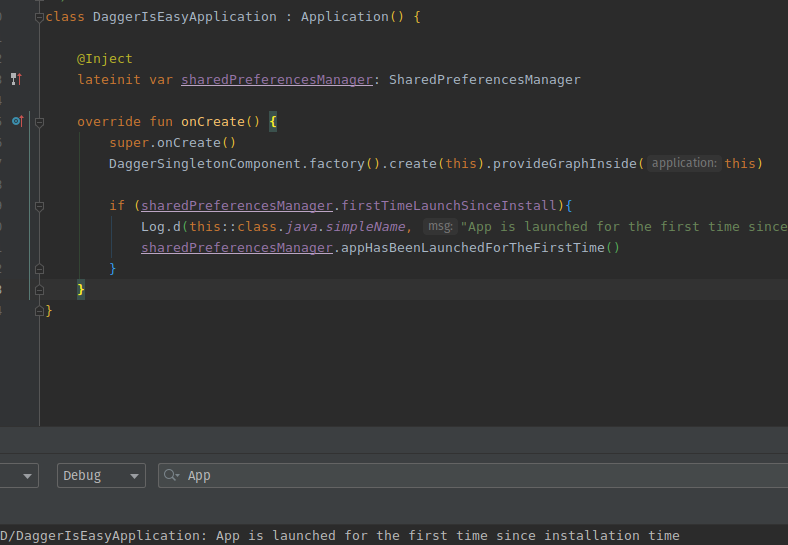 class DaggerIsEasyApplication : Application() {
@Inject
lateinit var sharedPreferencesManager: SharedPreferencesManager
override fun onCreate() {
super.onCreate()
DaggerSingletonComponent.factory().create(this).provideGraphInside( application: this)
if (sharedPreferencesManager.firstTimeLaunchSinceInstall){
Log.d(this::class.java.simpleName, msg: "App is launched for the first time since
sharedPreferencesManager.appHasBeenLaunchedForTheFirstTime()
}
}
}
Debug App
D/DaggerIsEasyApplication: App is launched for the first time since installation time